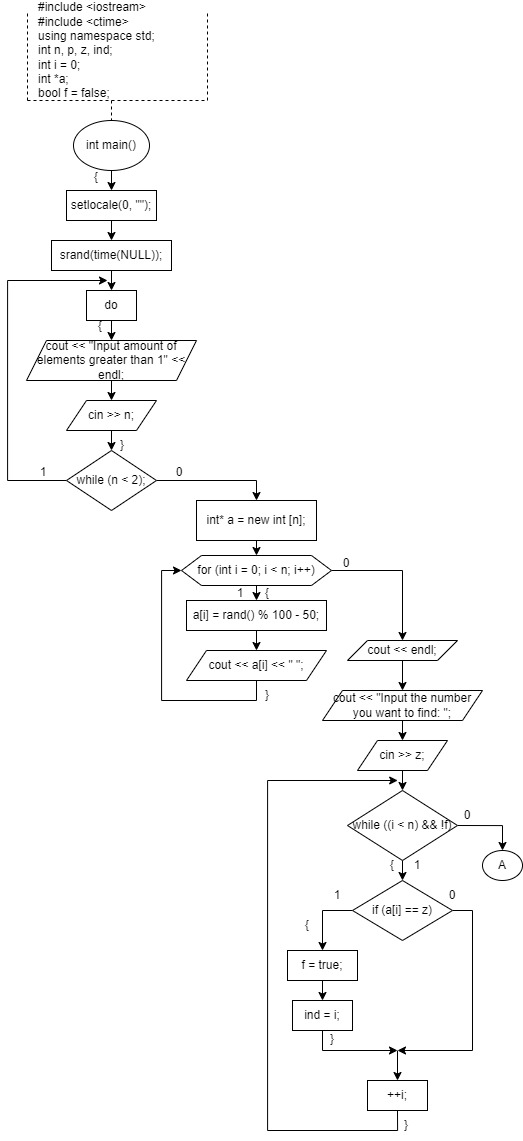 #include <iostream>
#include <ctime>
using namespace std;
int n, p, z, ind;
int i = 0;
int *a;
bool f = false;
int main()
{
setlocale(0, "");
srand(time(NULL));
do
{
cout << "Input amount of
elements greater than 1" <<
endl;
cin >> n;
}
1
while (n < 2);
0
int* a = new int [n];
for (int i = 0; i < n; i++)
0
1
{
a[i] = rand() % 100 - 50;
cout << a[i] << " ";
}
cout << endl;
cout << "Input the number
you want to find: ";
cin >> z;
while ((i < n) && !f)
0
A
{
1
1
if (a[i] == z)
0
{
f = true;
ind = i;
}
++i;
}